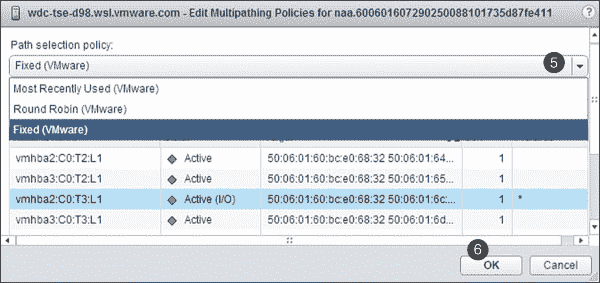 wdc-tse-d98.wsl.vmware.com - Edit Multipathing Policies for naa.600601607290250088101735d87fe411
Path selection policy:
Fixed (VMware)
5
Most Recently Used (VMware)
Round Robin (VMware)
Fixed (VMware)
vmhba2:C0:T2:L1 Active 50:06:01:60:bc:e0:68:32 50:06:01:64... 1
vmhba3:C0:T2:L1 Active 50:06:01:60:bc:e0:68:32 50:06:01:65... 1
vmhba2:C0:T3:L1 Active (I/O) 50:06:01:60:bc:e0:68:32 50:06:01:6c:... 1 *
vmhba3:C0:T3:L1 Active 50:06:01:60:bc:e0:68:32 50:06:01:6d... 1
6
OK Cancel